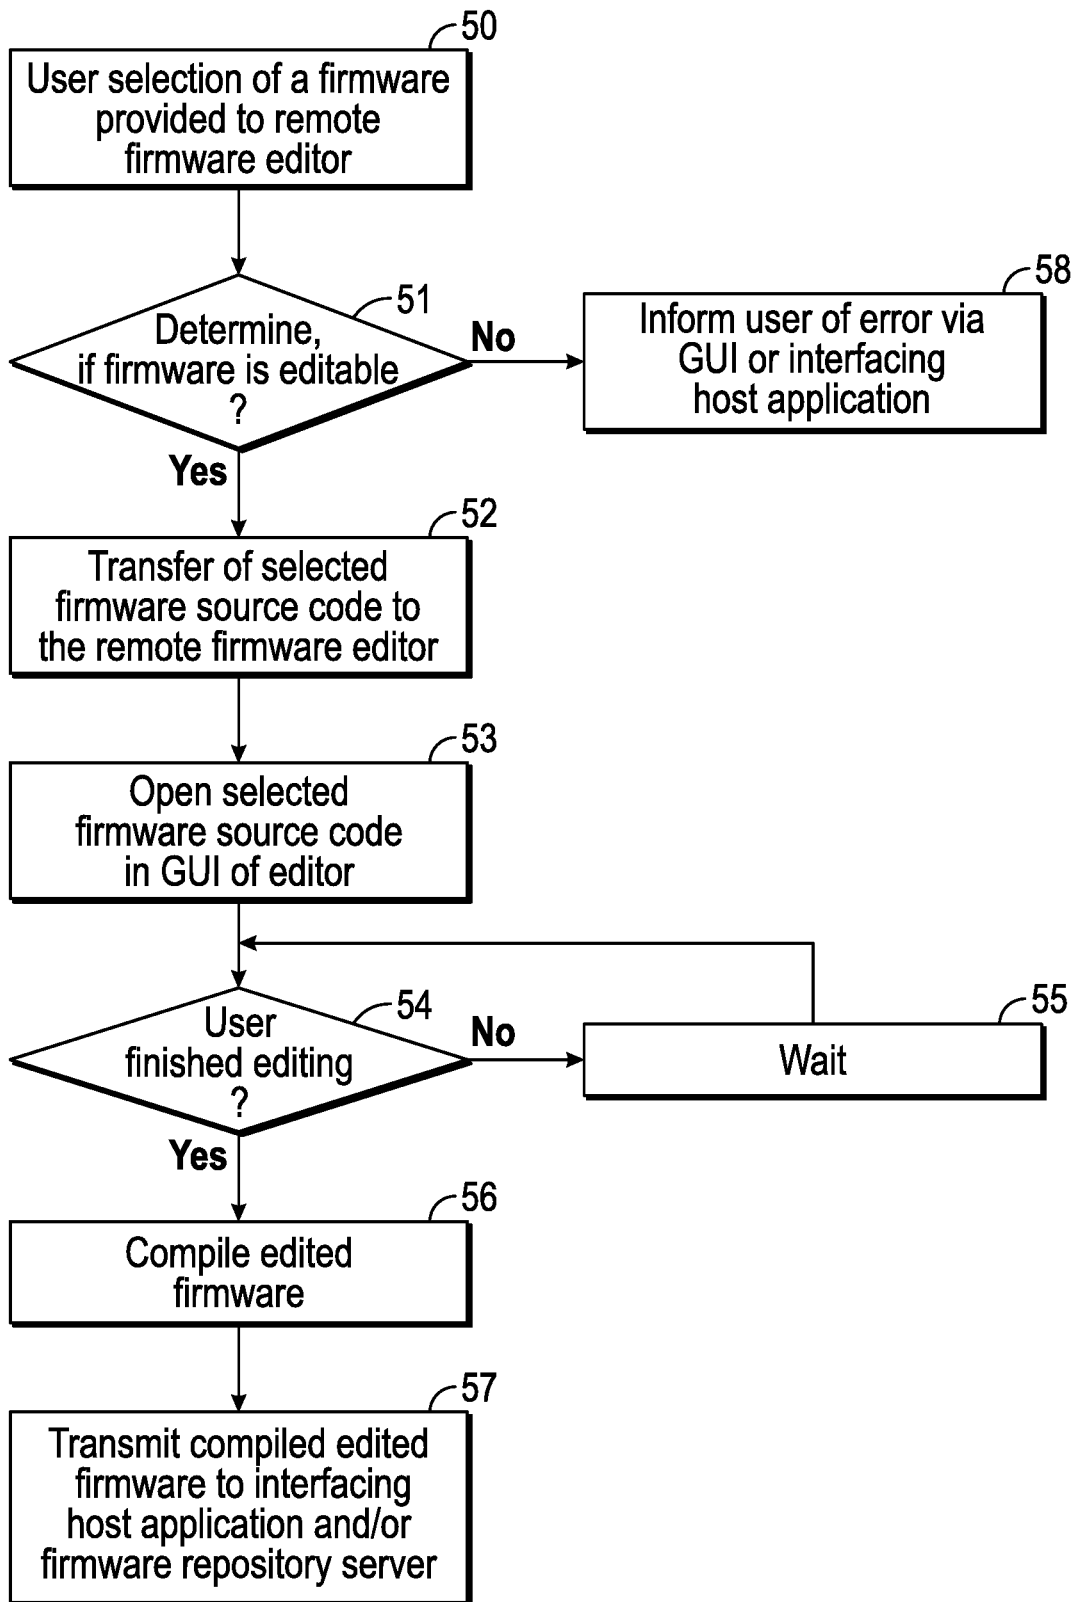 50
User selection of a firmware
provided to remote
firmware editor
51
Determine,
if firmware is editable
?
No
58
Inform user of error via
GUI or interfacing
host application
Yes
52
Transfer of selected
firmware source code to
the remote firmware editor
53
Open selected
firmware source code
in GUI of editor
54
User
finished editing
?
No
55
Wait
Yes
56
Compile edited
firmware
57
Transmit compiled edited
firmware to interfacing
host application and/or
firmware repository server